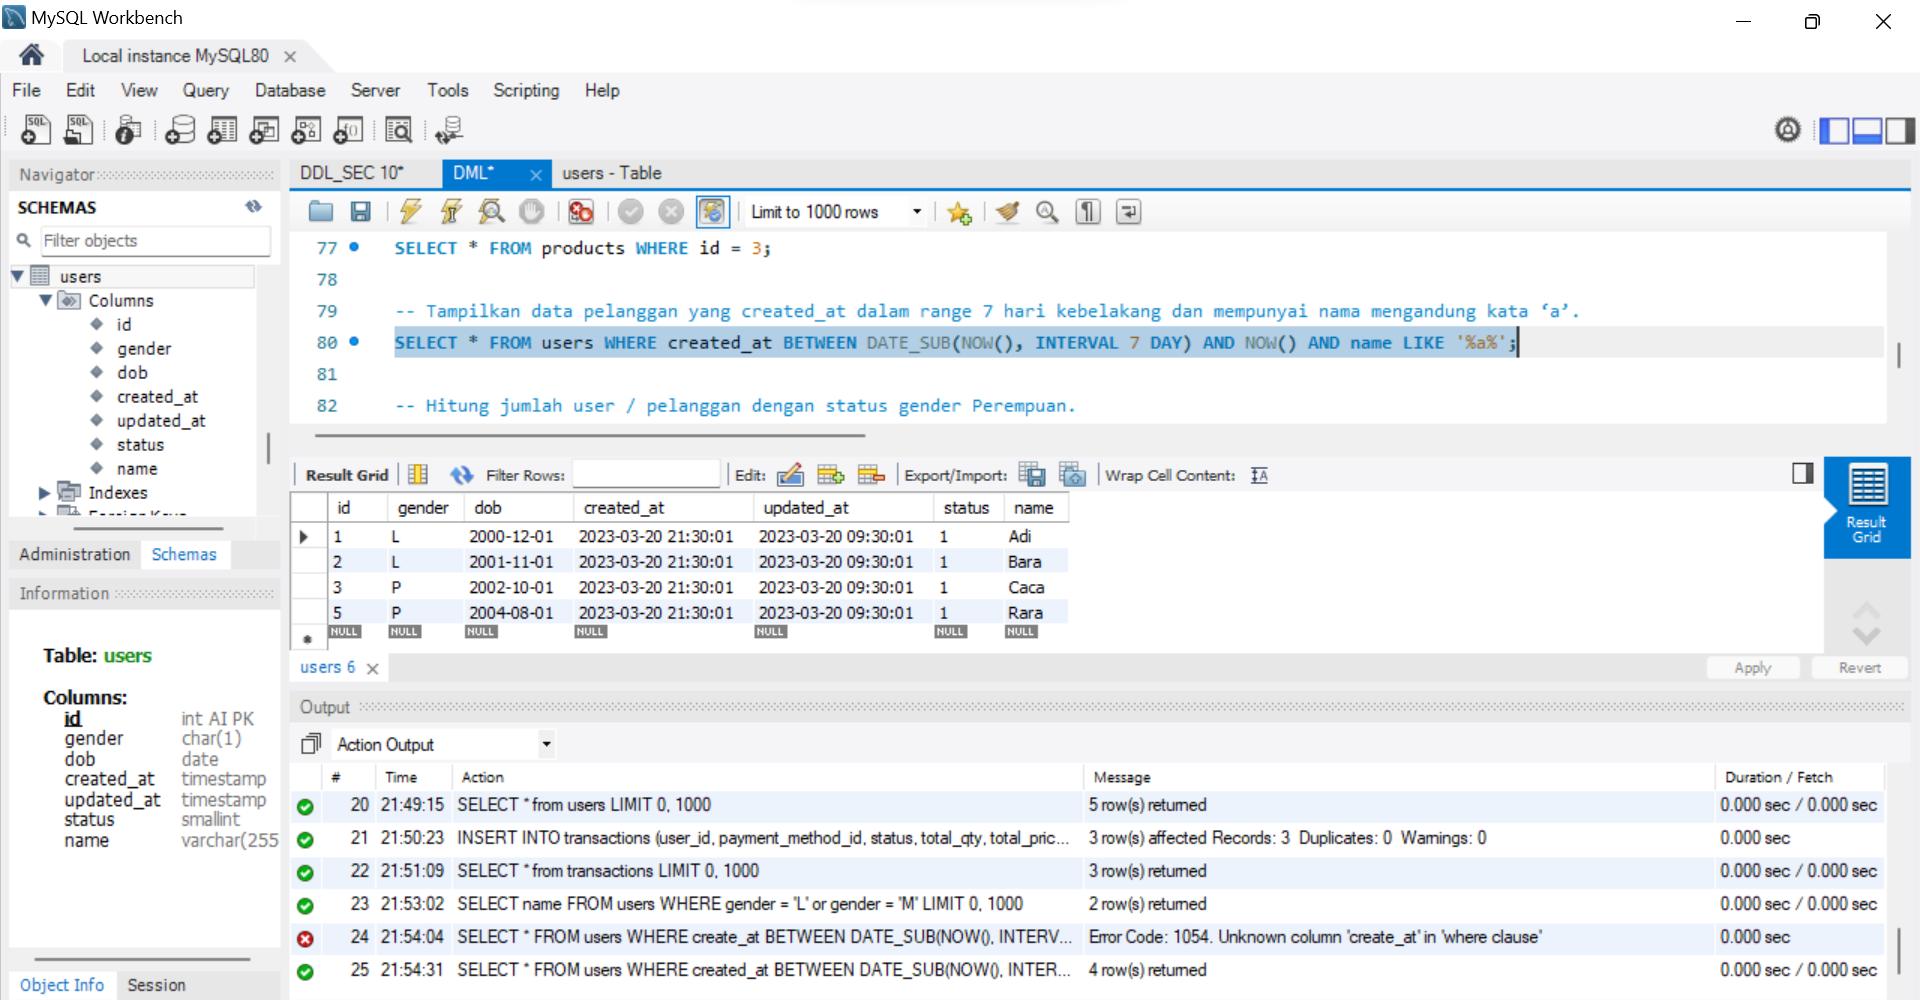 MySQL Workbench
Local instance MySQL80
File Edit View Query Database Server Tools Scripting Help
Navigator
SCHEMAS
Filter objects
users
Columns
id
gender
dob
created_at
updated_at
status
name
Indexes
Administration Schemas
Information
Table: users
Columns:
id int AI PK
gender char(1)
dob date
created_at timestamp
updated_at timestamp
status smallint
name varchar(255
Object Info Session
DDL_SEC 10* DML* users - Table
Limit to 1000 rows
77 SELECT * FROM products WHERE id = 3;
78
79 -- Tampilkan data pelanggan yang created_at dalam range 7 hari kebelakang dan mempunyai nama mengandung kata ‘a’.
80 SELECT * FROM users WHERE created_at BETWEEN DATE_SUB(NOW(), INTERVAL 7 DAY) AND NOW() AND name LIKE '%a%';
81
82 -- Hitung jumlah user / pelanggan dengan status gender Perempuan.
Result Grid Filter Rows: Edit: Export/Import: Wrap Cell Content: IA
id gender dob created_at updated_at status name
1 L 2000-12-01 2023-03-20 21:30:01 2023-03-20 09:30:01 1 Adi
2 L 2001-11-01 2023-03-20 21:30:01 2023-03-20 09:30:01 1 Bara
3 P 2002-10-01 2023-03-20 21:30:01 2023-03-20 09:30:01 1 Caca
5 P 2004-08-01 2023-03-20 21:30:01 2023-03-20 09:30:01 1 Rara
NULL NULL NULL NULL NULL NULL NULL
Result
Grid
users 6
Apply Revert
Output
Action Output
# Time Action Message Duration / Fetch
20 21:49:15 SELECT * from users LIMIT 0, 1000 5 row(s) returned 0.000 sec / 0.000 sec
21 21:50:23 INSERT INTO transactions (user_id, payment_method_id, status, total_qty, total_pric... 3 row(s) affected Records: 3 Duplicates: 0 Warnings: 0 0.000 sec
22 21:51:09 SELECT * from transactions LIMIT 0, 1000 3 row(s) returned 0.000 sec / 0.000 sec
23 21:53:02 SELECT name FROM users WHERE gender = 'L' or gender = 'M' LIMIT 0, 1000 2 row(s) returned 0.000 sec / 0.000 sec
24 21:54:04 SELECT * FROM users WHERE create_at BETWEEN DATE_SUB(NOW(), INTERV... Error Code: 1054. Unknown column 'create_at' in 'where clause' 0.000 sec
25 21:54:31 SELECT * FROM users WHERE created_at BETWEEN DATE_SUB(NOW(), INTER... 4 row(s) returned 0.000 sec / 0.000 sec